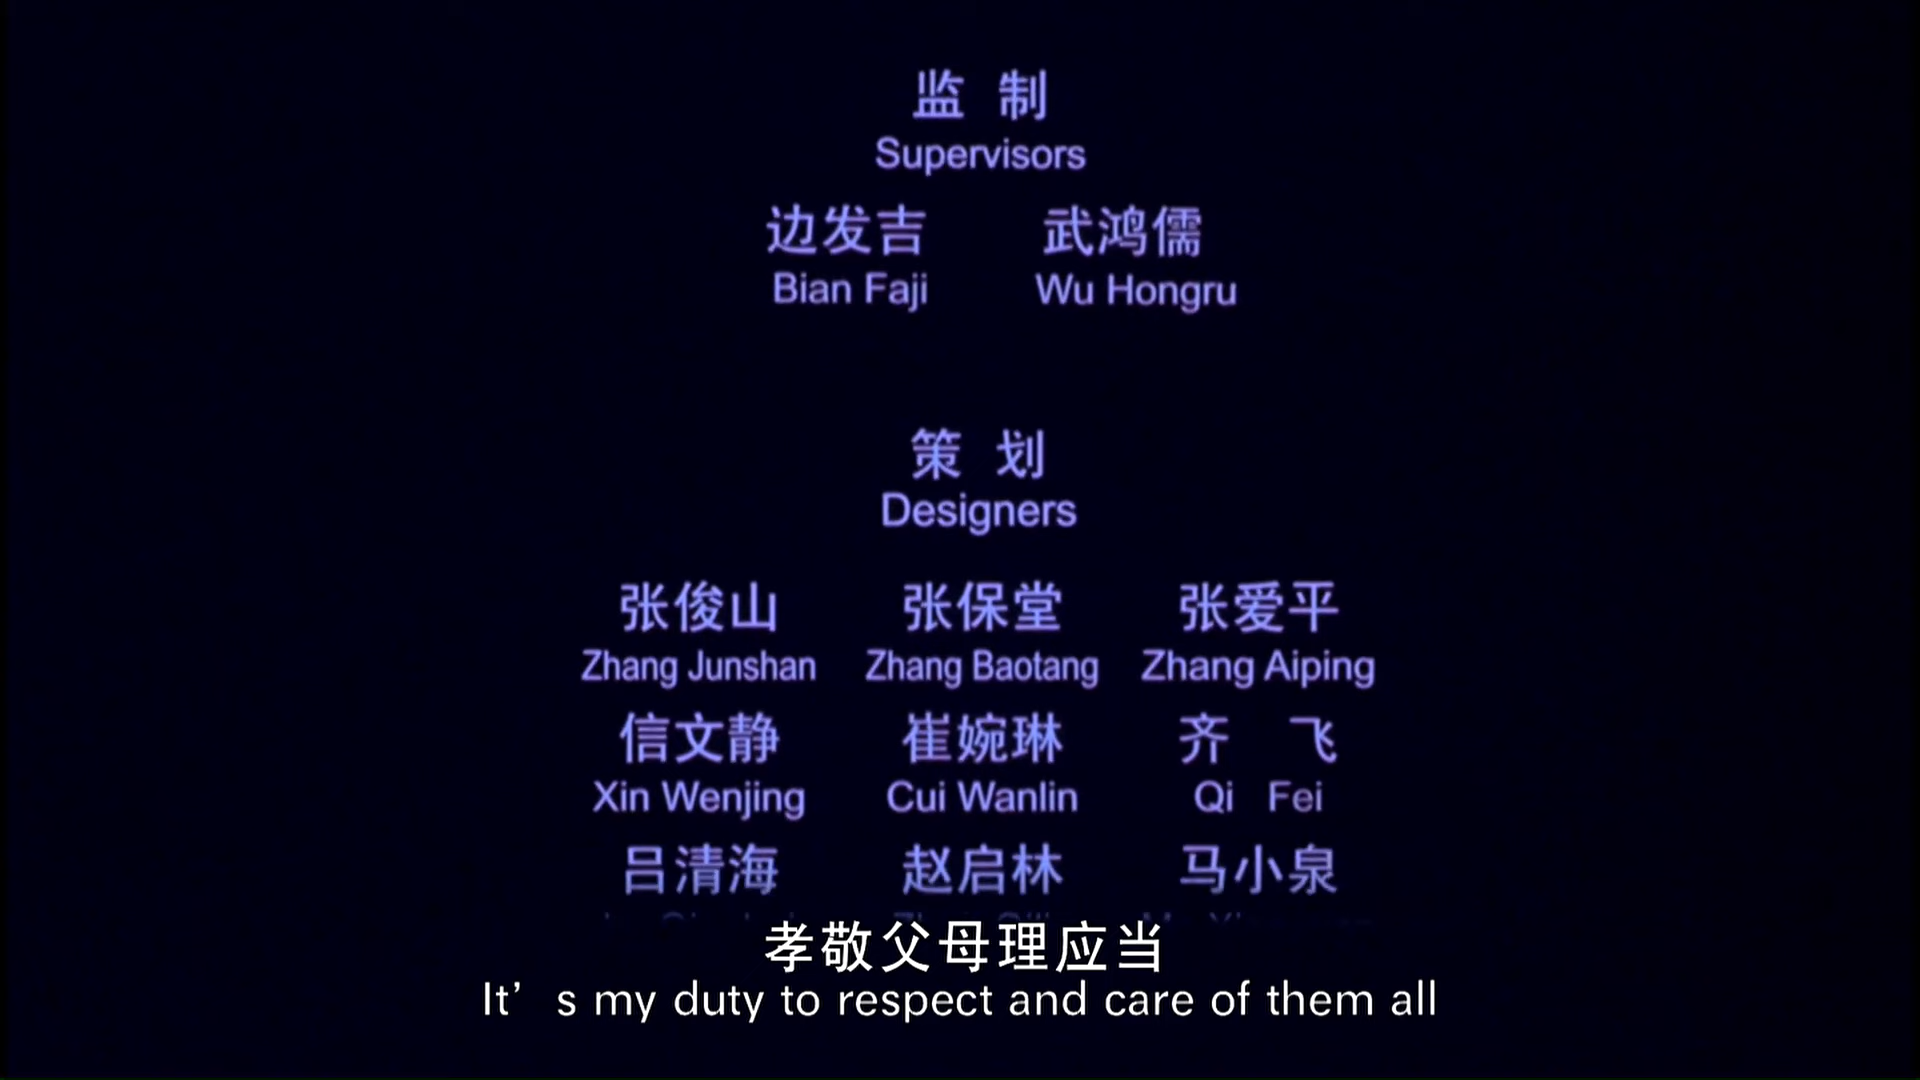 监 制
Supervisors
边发吉 武鸿儒
Bian Faji Wu Hongru
策 划
Designers
张俊山 张保堂 张爱平
Zhang Junshan Zhang Baotang Zhang Aiping
信文静 崔婉琳 齐 飞
Xin Wenjing Cui Wanlin Qi Fei
吕清海 赵启林 马小泉
孝敬父母理应当
It’s my duty to respect and care of them all